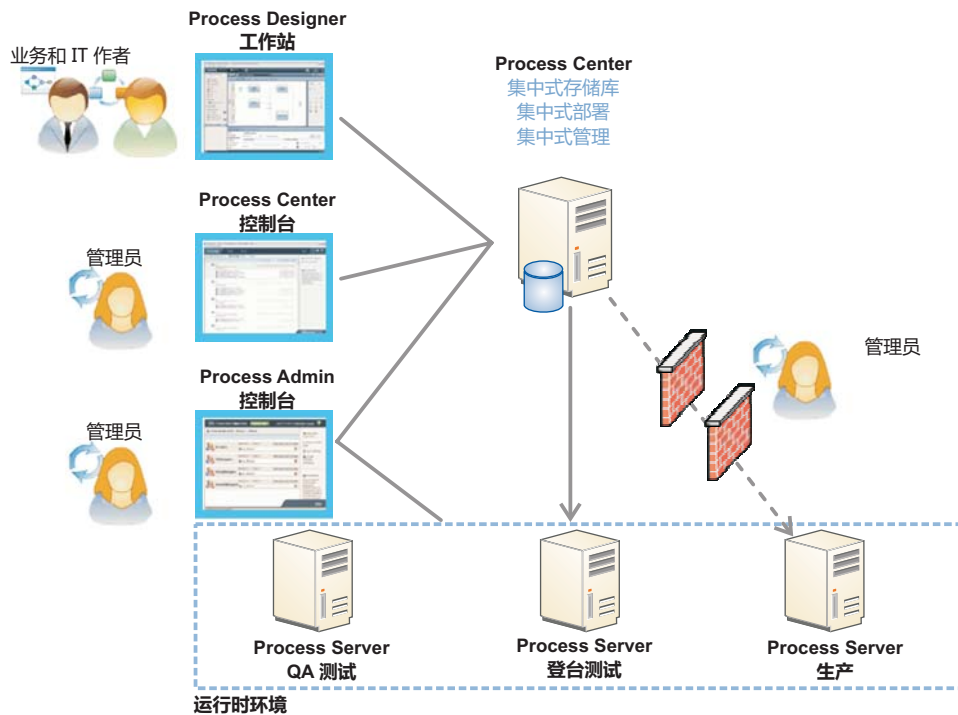 Process Designer
工作站
业务和 IT 作者
Process Center
集中式存储库
集中式部署
集中式管理
Process Center
控制台
管理员
管理员
Process Admin
控制台
管理员
Process Server
QA 测试
Process Server
登台测试
Process Server
生产
运行时环境